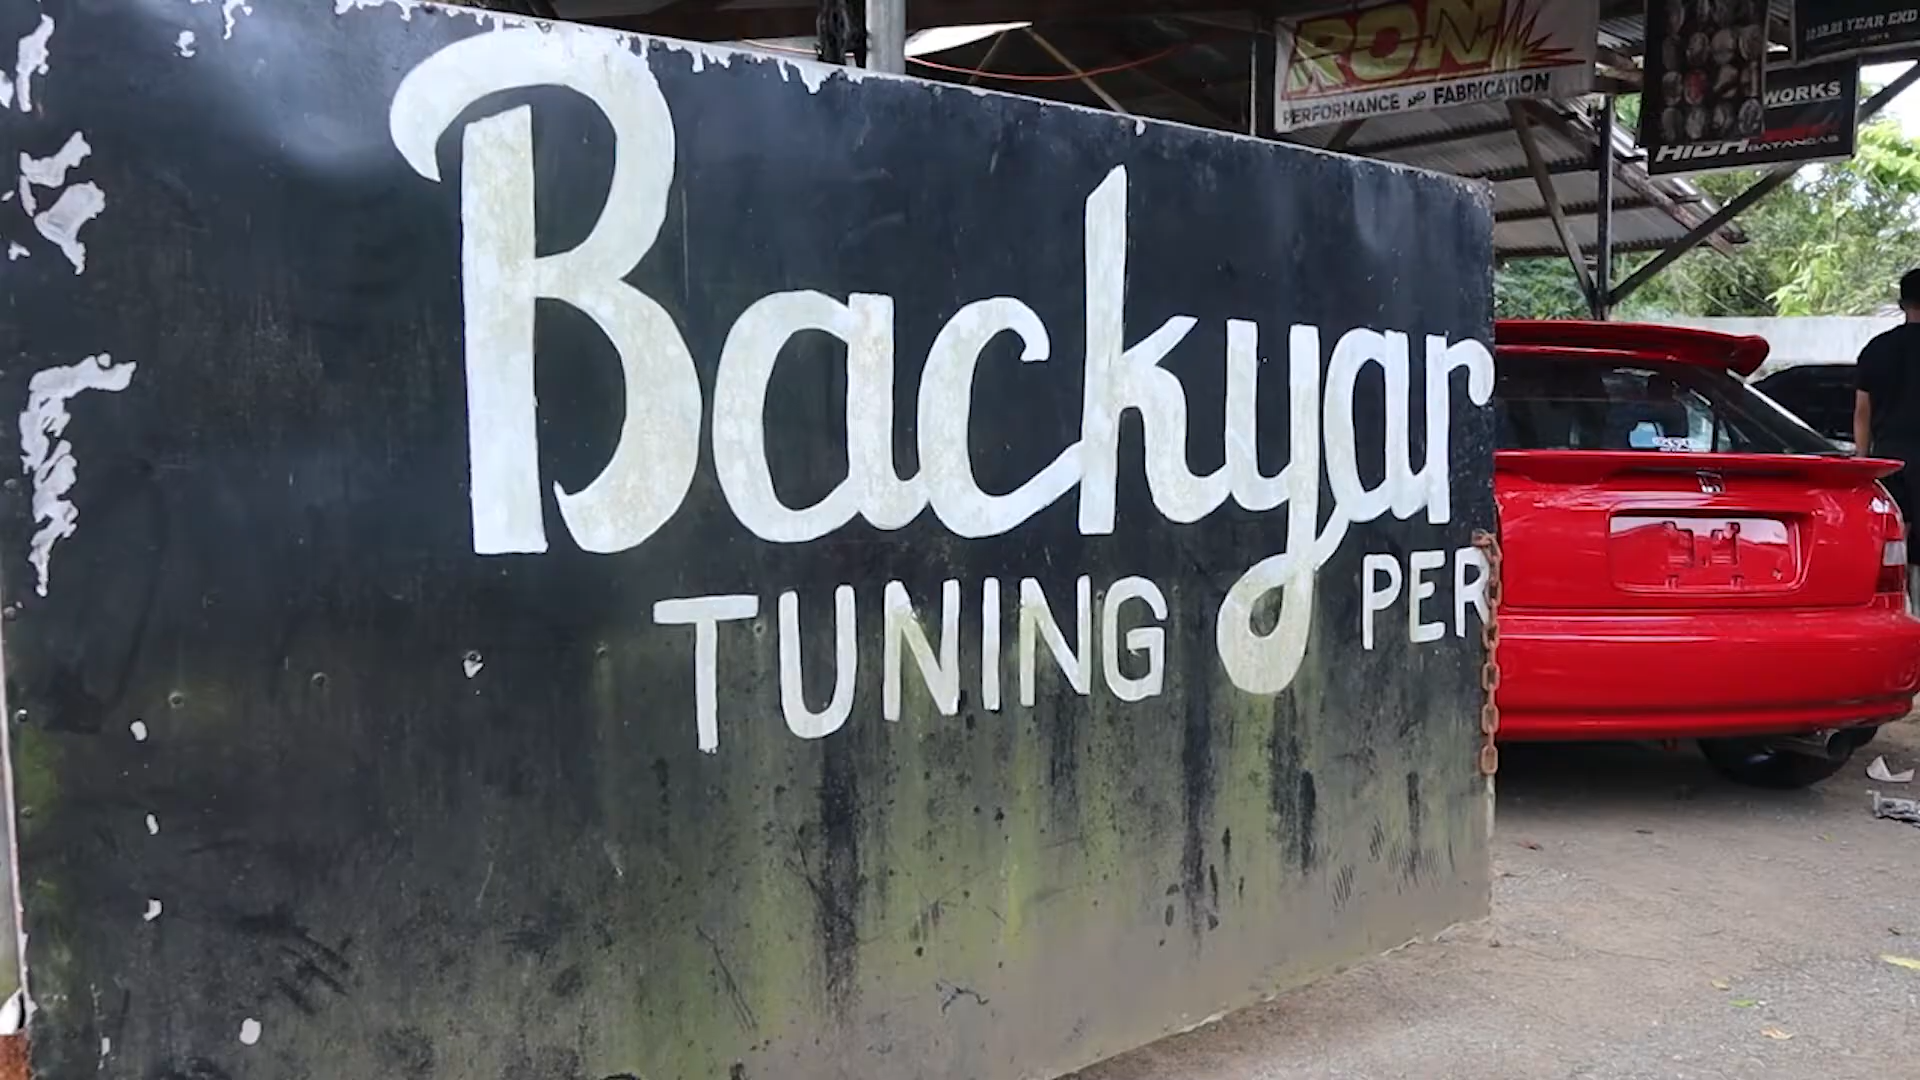 Backyar
TUNING PER
RON
PERFORMANCE AND FABRICATION
WORKS
HIGH BATANGAS
YEAR END